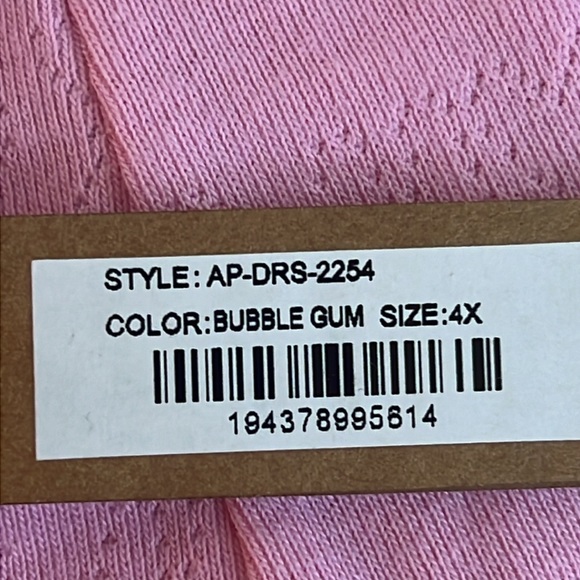 STYLE: AP-DRS-2254
COLOR:BUBBLE GUM SIZE:4X
194378995614